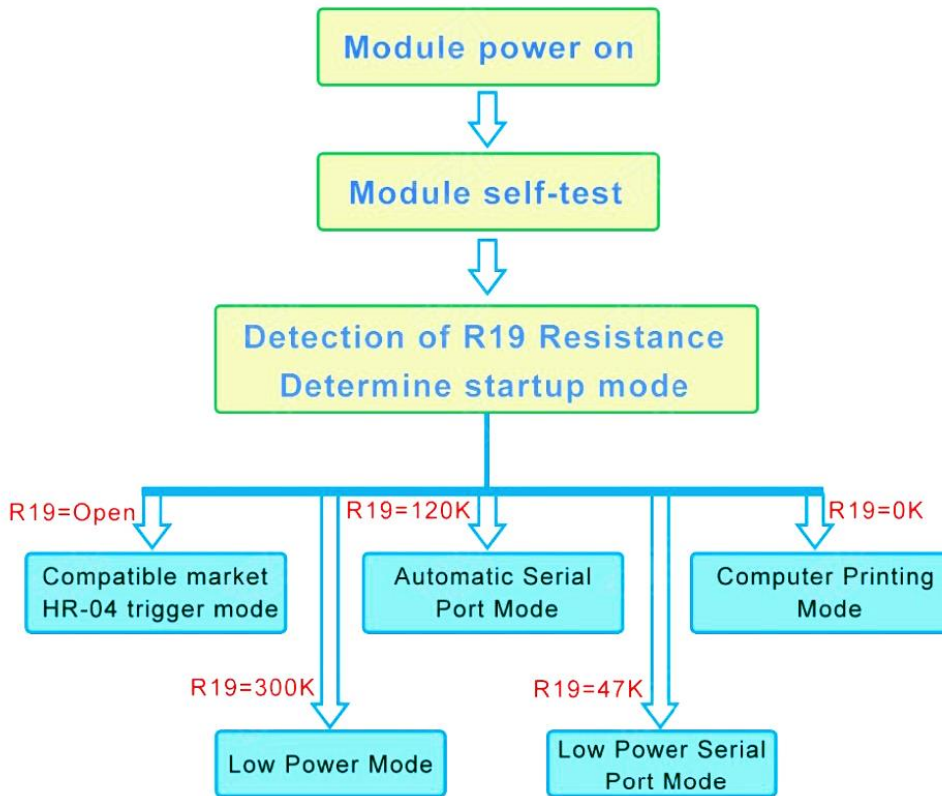 Module power on
Module self-test
Detection of R19 Resistance
Determine startup mode
R19=Open
R19=120K
R19=0K
Compatible market
HR-04 trigger mode
Automatic Serial
Port Mode
Computer Printing
Mode
R19=300K
R19=47K
Low Power Mode
Low Power Serial
Port Mode